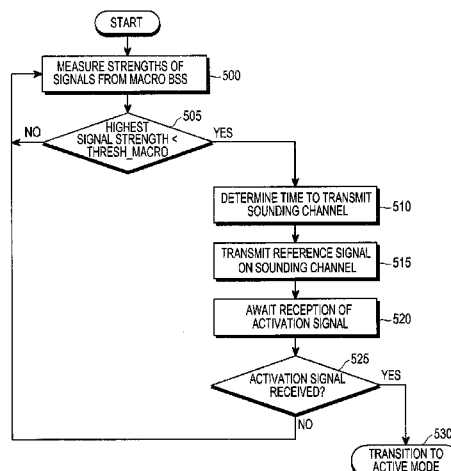 START
MEASURE STRENGTHS OF
SIGNALS FROM MACRO BSS
500
HIGHEST
SIGNAL STRENGTH <
THRESH_MACRO
505
NO
YES
DETERMINE TIME TO TRANSMIT
SOUNDING CHANNEL
510
TRANSMIT REFERENCE SIGNAL
ON SOUNDING CHANNEL
515
AWAIT RECEPTION OF
ACTIVATION SIGNAL
520
525
ACTIVATION SIGNAL
RECEIVED?
YES
NO
530
TRANSITION TO
ACTIVE MODE